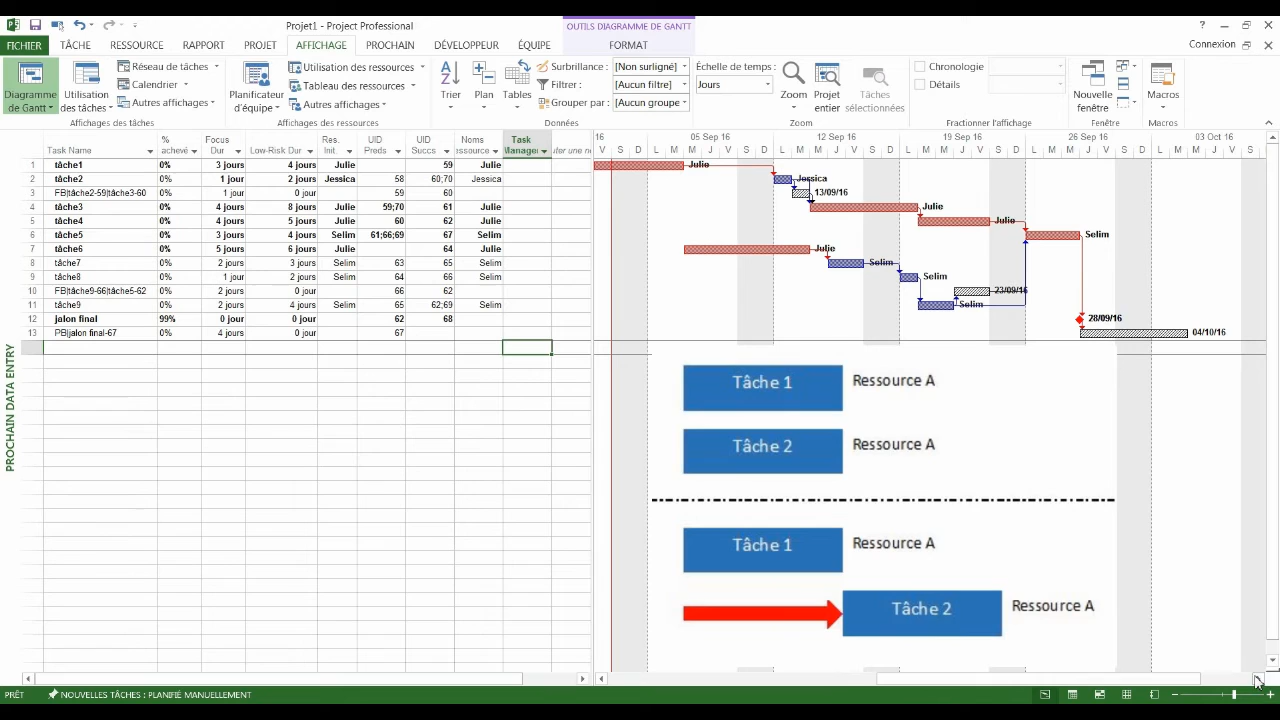 Projet1 - Project Professional
OUTILS DIAGRAMME DE GANTT
FICHIER TÂCHE RESSOURCE RAPPORT PROJET AFFICHAGE PROCHAIN DÉVELOPPEUR ÉQUIPE FORMAT Connexion
Diagramme de Gantt
Utilisation des tâches
Réseau de tâches
Calendrier
Autres affichages
Affichages des tâches
Planificateur d'équipe
Utilisation des ressources
Tableau des ressources
Autres affichages
Affichages des ressources
Trier
Plan
Tables
Surbrillance : [Non surligné]
Filtrer : [Aucun filtre]
Grouper par : [Aucun groupe
Données
Échelle de temps
Jours
Zoom
Projet entier
Tâches sélectionnées
Zoom
Chronologie
Détails
Fractionner l'affichage
Nouvelle fenêtre
Fenêtre
Macros
Macros
Task Name % achevé Focus Dur Low-Risk Dur Res. Init. UID Preds UID Succs Noms
Task
16 05 Sep 16 12 Sep 16 19 Sep 16 26 Sep 16 03 Oct 16
V S D L M M J V S D L M M J V S D L M M J V S D L M M J V S D L M M J V S
1 tâche1 0% 3 jours 4 jours Julie 59 Julie
2 tâche2 0% 1 jour 2 jours Jessica 58 60;70 Jessica
3 FB|tâche2-59|tâche3-60 0% 1 jour 0 jour 59 60
4 tâche3 0% 4 jours 8 jours Julie 59;70 61 Julie
5 tâche4 0% 4 jours 5 jours Julie 60 62 Julie
6 tâche5 0% 3 jours 4 jours Selim 61;66;69 67 Selim
7 tâche6 0% 5 jours 6 jours Julie 64 Julie
8 tâche7 0% 2 jours 3 jours Selim 63 65 Selim
9 tâche8 0% 1 jour 2 jours Selim 64 66 Selim
10 FB|tâche9-66|tâche5-62 0% 2 jours 0 jour 66 62
11 tâche9 0% 2 jours 4 jours Selim 65 62;69 Selim
12 jalon final 99% 0 jour 0 jour 62 68
13 PB|jalon final-67 0% 4 jours 0 jour 67
Julie
Jessica
13/09/16
Julie
Julie
Selim
Julie
Selim
Selim
23/09/16
Selim
28/09/16
04/10/16
PROCHAIN DATA ENTRY
Tâche 1 Ressource A
Tâche 2 Ressource A
Tâche 1 Ressource A
Tâche 2 Ressource A
PRÊT NOUVELLES TÂCHES : PLANIFIÉ MANUELLEMENT